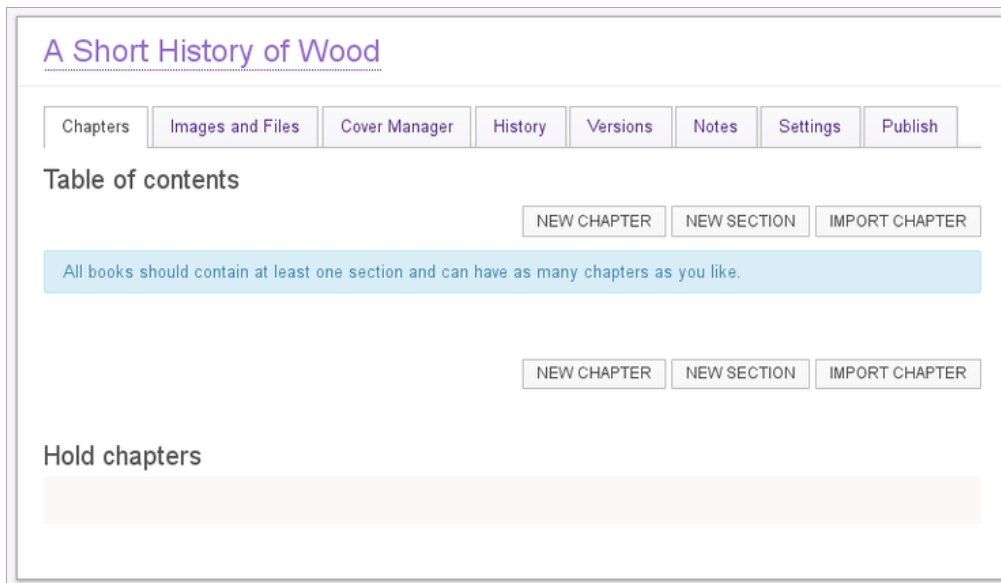 A Short History of Wood
Chapters Images and Files Cover Manager History Versions Notes Settings Publish
Table of contents
NEW CHAPTER NEW SECTION IMPORT CHAPTER
All books should contain at least one section and can have as many chapters as you like.
NEW CHAPTER NEW SECTION IMPORT CHAPTER
Hold chapters